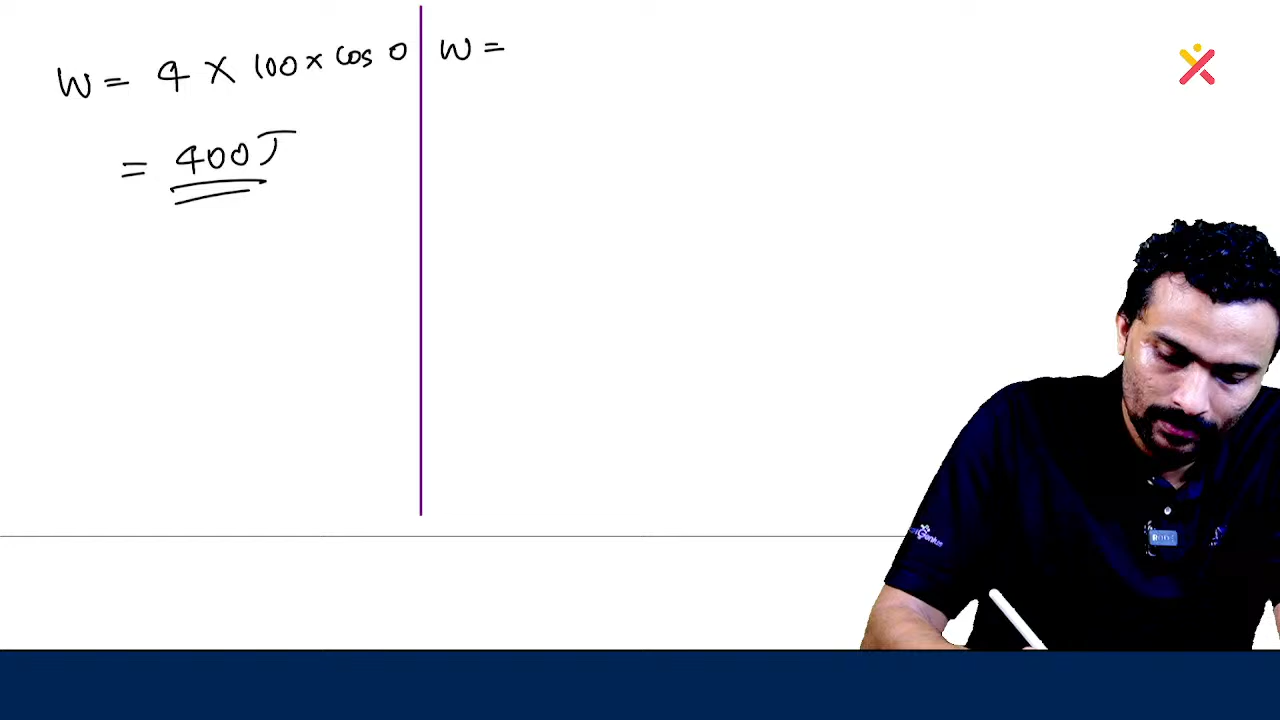 W = 4 × 100 × cos 0
= 400 J
W =